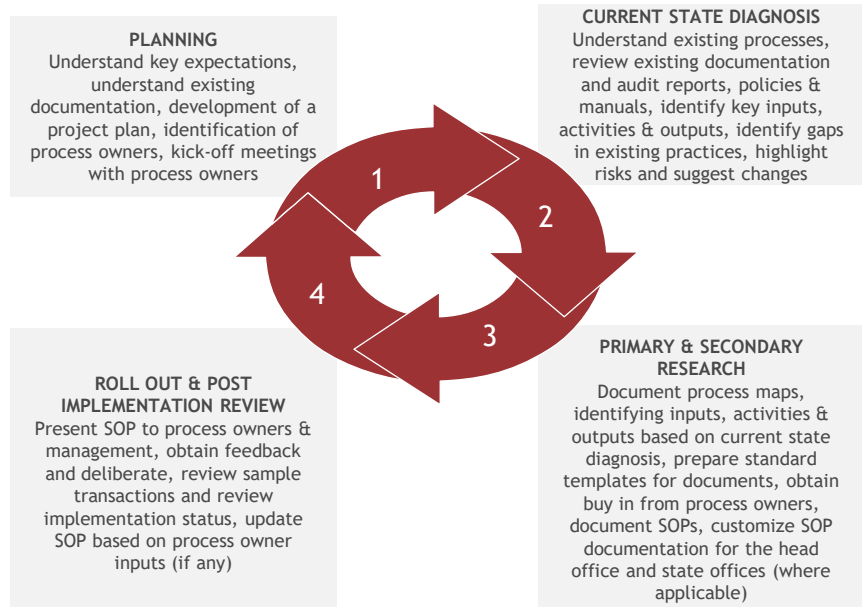 PLANNING
Understand key expectations,
understand existing
documentation, development of a
project plan, identification of
process owners, kick-off meetings
with process owners
CURRENT STATE DIAGNOSIS
Understand existing processes,
review existing documentation
and audit reports, policies &
manuals, identify key inputs,
activities & outputs, identify gaps
in existing practices, highlight
risks and suggest changes
1
2
3
4
PRIMARY & SECONDARY
RESEARCH
Document process maps,
identifying inputs, activities &
outputs based on current state
diagnosis, prepare standard
templates for documents, obtain
buy in from process owners,
document SOPs, customize SOP
documentation for the head
office and state offices (where
applicable)
ROLL OUT & POST
IMPLEMENTATION REVIEW
Present SOP to process owners &
management, obtain feedback
and deliberate, review sample
transactions and review
implementation status, update
SOP based on process owner
inputs (if any)